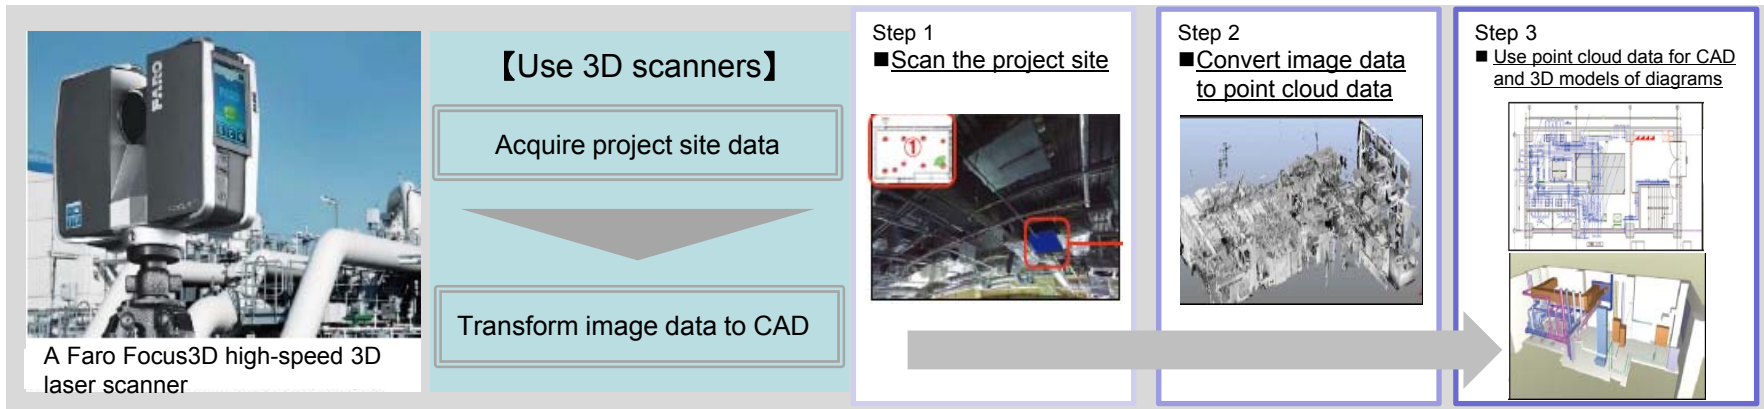 FARO
A Faro Focus3D high-speed 3D
laser scanner
【Use 3D scanners】
Acquire project site data
Transform image data to CAD
Step 1
■Scan the project site
①
Step 2
■Convert image data
to point cloud data
Step 3
■ Use point cloud data for CAD
and 3D models of diagrams